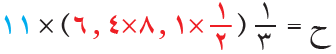 ح = ١/٣ (١/٢ × ٨,١ × ٦,٤) × ١١